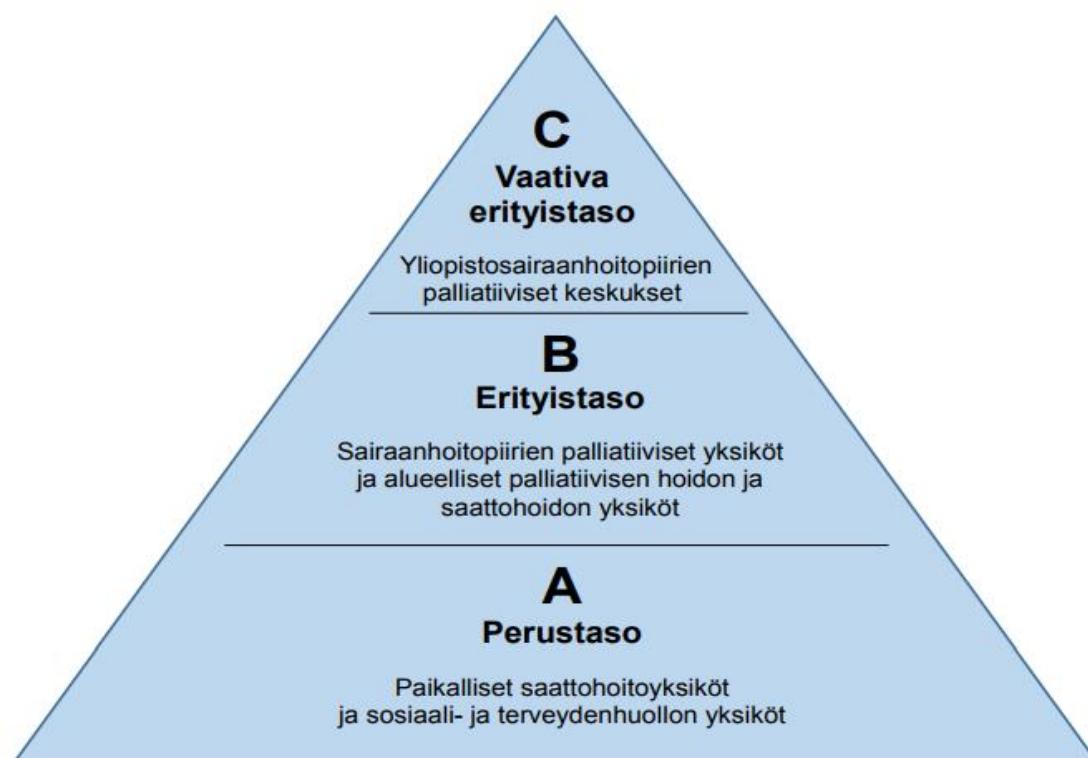 C
Vaativa
erityistaso
Yliopistosairaanhoitopiirien
palliatiiviset keskukset
B
Erityistaso
Sairaanhoitopiirien palliatiiviset yksiköt
ja alueelliset palliatiivisen hoidon ja
saattohoidon yksiköt
A
Perustaso
Paikalliset saattohoitoyksiköt
ja sosiaali- ja terveydenhuollon yksiköt